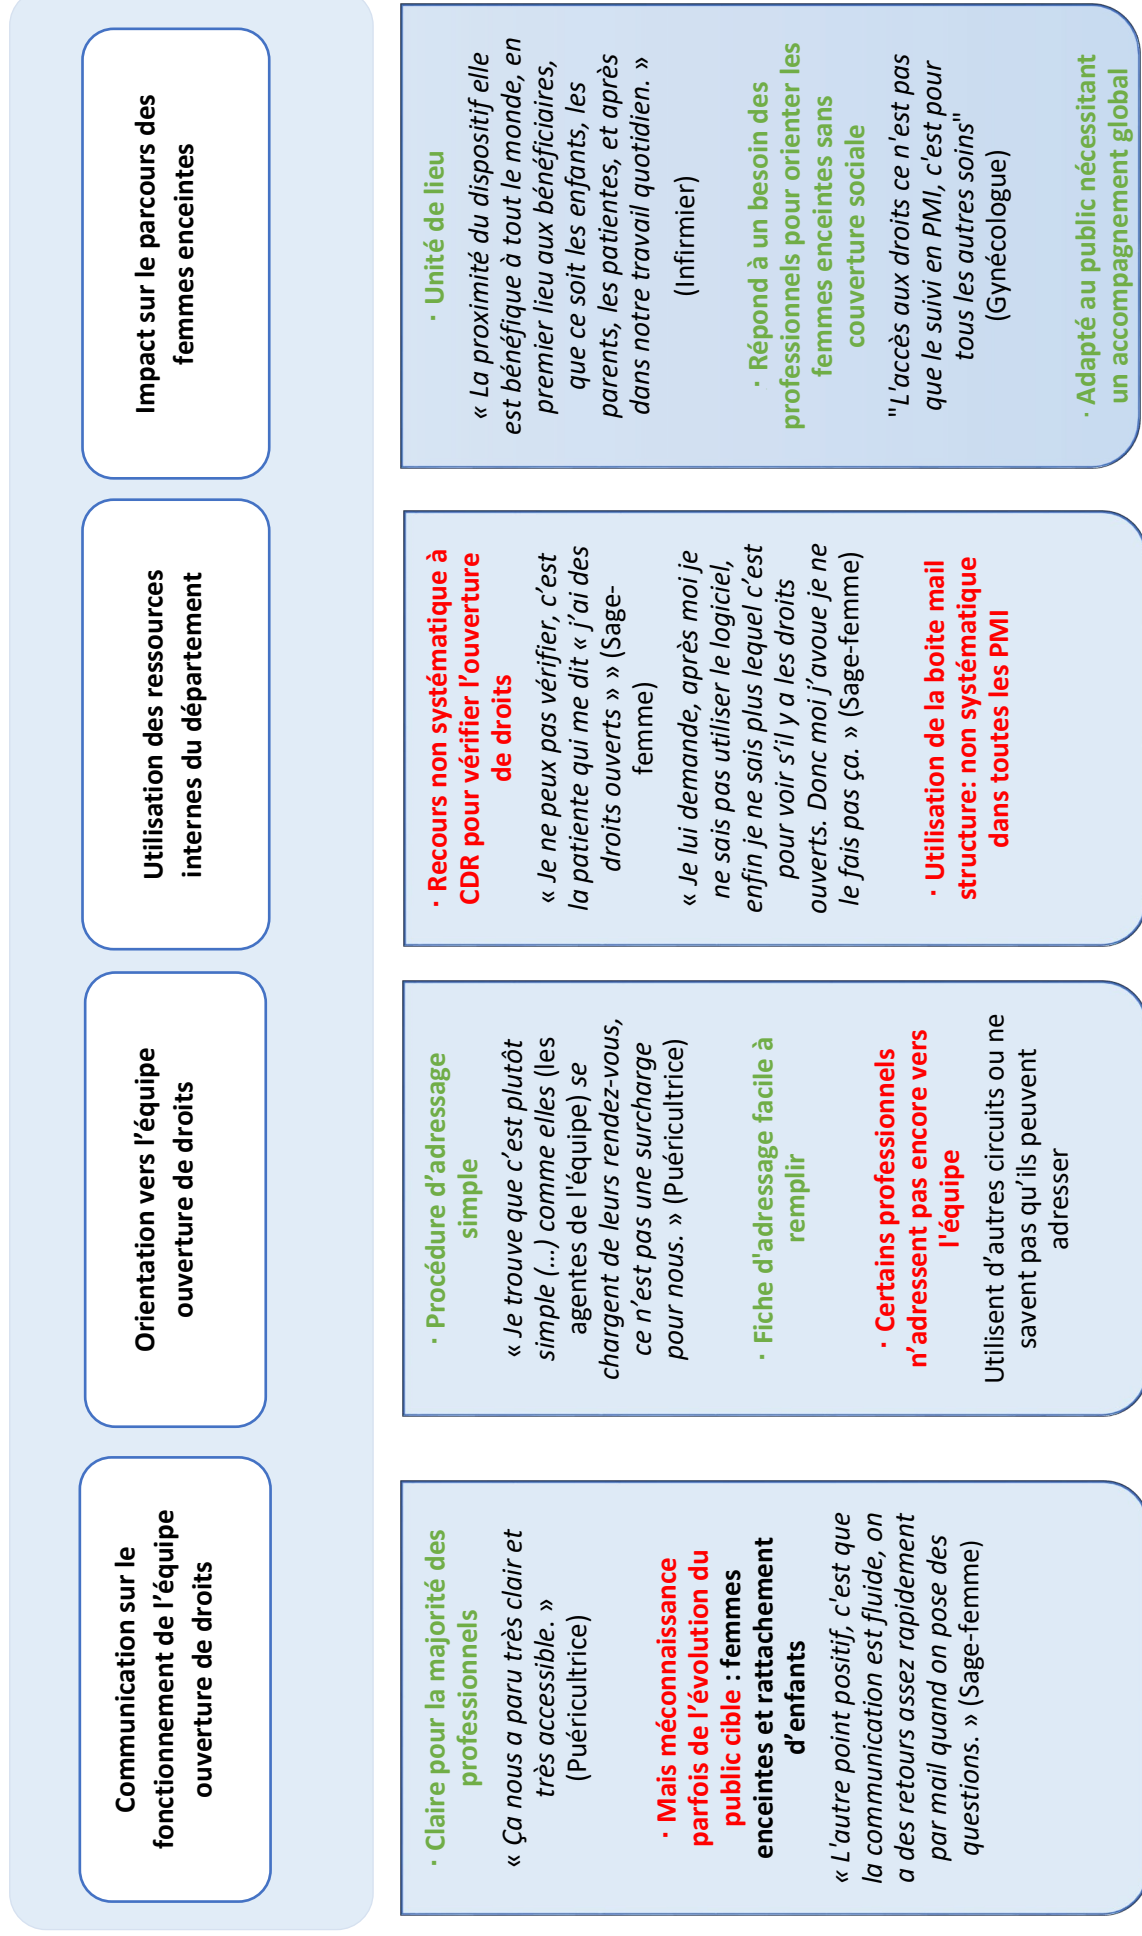 Communication sur le
fonctionnement de l'équipe
ouverture de droits
Orientation vers l'équipe
ouverture de droits
Utilisation des ressources
internes du département
Impact sur le parcours des
femmes enceintes
· Claire pour la majorité des
professionnels
« Ça nous a paru très clair et
très accessible. »
(Puéricultrice)
· Mais méconnaissance
parfois de l'évolution du
public cible : femmes
enceintes et rattachement
d'enfants
« L'autre point positif, c'est que
la communication est fluide, on
a des retours assez rapidement
par mail quand on pose des
questions. » (Sage-femme)
· Procédure d'adressage
simple
« Je trouve que c'est plutôt
simple (…) comme elles (les
agentes de l'équipe) se
chargent de leurs rendez-vous,
ce n'est pas une surcharge
pour nous. » (Puéricultrice)
· Fiche d'adressage facile à
remplir
· Certains professionnels
n'adressent pas encore vers
l'équipe
Utilisent d'autres circuits ou ne
savent pas qu'ils peuvent
adresser
· Recours non systématique à
CDR pour vérifier l'ouverture
de droits
« Je ne peux pas vérifier, c'est
la patiente qui me dit « j'ai des
droits ouverts » » (Sage-
femme)
« Je lui demande, après moi je
ne sais pas utiliser le logiciel,
enfin je ne sais plus lequel c'est
pour voir s'il y a les droits
ouverts. Donc moi j'avoue je ne
le fais pas ça. » (Sage-femme)
· Utilisation de la boite mail
structure: non systématique
dans toutes les PMI
· Unité de lieu
« La proximité du dispositif elle
est bénéfique à tout le monde, en
premier lieu aux bénéficiaires,
que ce soit les enfants, les
parents, les patientes, et après
dans notre travail quotidien. »
(Infirmier)
· Répond à un besoin des
professionnels pour orienter les
femmes enceintes sans
couverture sociale
"L'accès aux droits ce n'est pas
que le suivi en PMI, c'est pour
tous les autres soins"
(Gynécologue)
· Adapté au public nécessitant
un accompagnement global